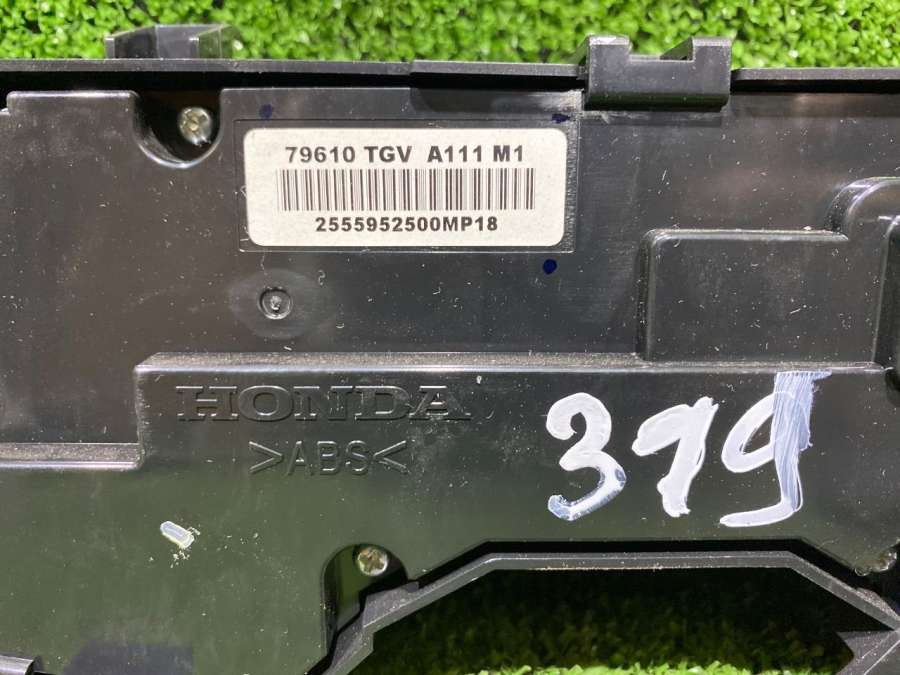 79610 TGV A111 M1
2555952500MP18
HONDA
>ABS<
319